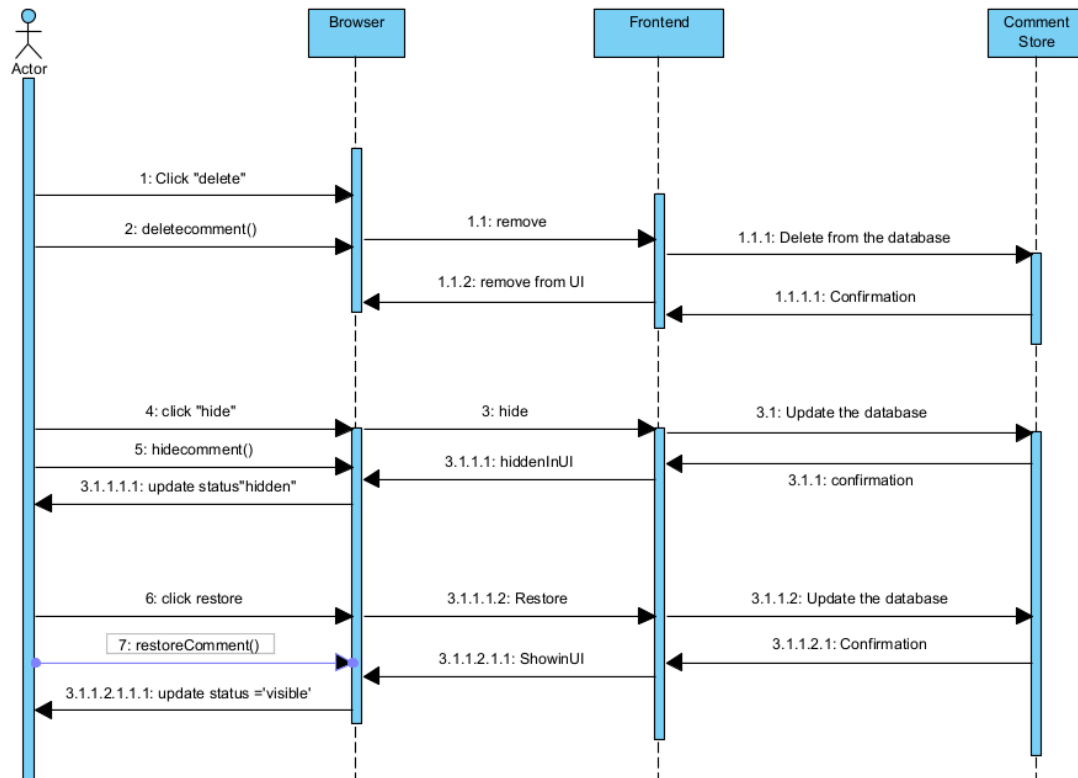 Browser
Frontend
Comment
Store
Actor
1: Click "delete"
2: deletecomment()
1.1: remove
1.1.1: Delete from the database
1.1.2: remove from UI
1.1.1.1: Confirmation
4: click "hide"
3: hide
3.1: Update the database
5: hidecomment()
3.1.1.1: hiddenInUI
3.1.1: confirmation
3.1.1.1.1: update status"hidden"
6: click restore
3.1.1.1.2: Restore
3.1.1.2: Update the database
7: restoreComment()
3.1.1.2.1.1: ShowinUI
3.1.1.2.1: Confirmation
3.1.1.2.1.1.1: update status ='visible'